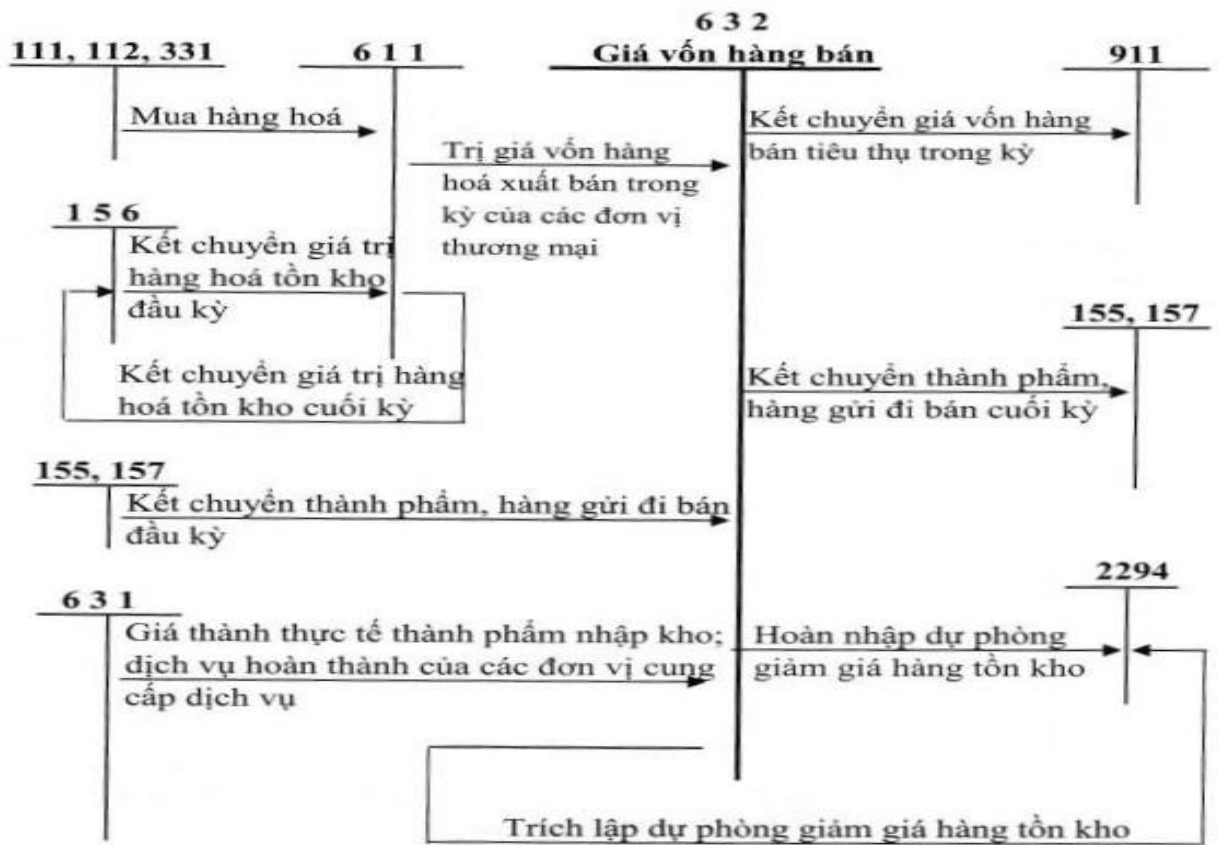 6 3 2
111, 112, 331
6 1 1
Giá vốn hàng bán
911
Mua hàng hoá
Trị giá vốn hàng
hoá xuất bán trong
kỳ của các đơn vị
thương mại
Kết chuyển giá vốn hàng
bán tiêu thụ trong kỳ
1 5 6
Kết chuyển giá trị
hàng hoá tồn kho
đầu kỳ
155, 157
Kết chuyển giá trị hàng
hoá tồn kho cuối kỳ
Kết chuyển thành phẩm,
hàng gửi đi bán cuối kỳ
155, 157
Kết chuyển thành phẩm, hàng gửi đi bán
đầu kỳ
2294
6 3 1
Giá thành thực tế thành phẩm nhập kho;
dịch vụ hoàn thành của các đơn vị cung
cấp dịch vụ
Hoàn nhập dự phòng
giảm giá hàng tồn kho
Trích lập dự phòng giảm giá hàng tồn kho